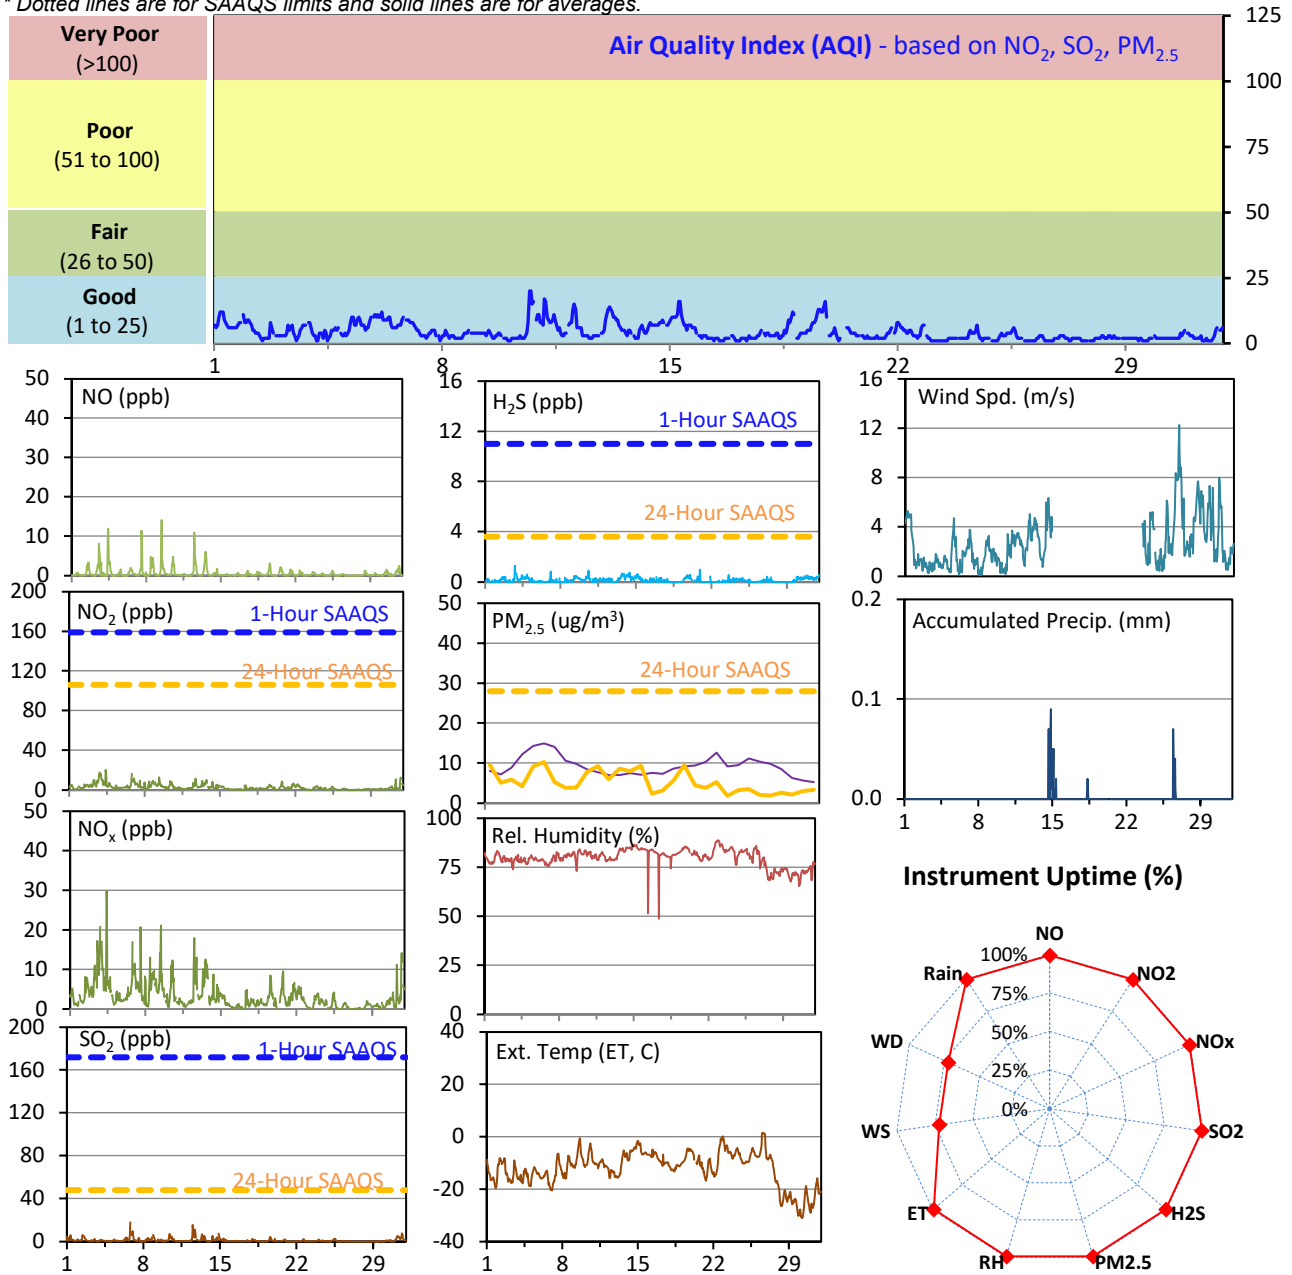 * Dotted lines are for SAAQS limits and solid lines are for averages.
Very Poor
(>100)
Poor
(51 to 100)
Fair
(26 to 50)
Good
(1 to 25)
Air Quality Index (AQI) - based on NO2, SO2, PM2.5
125
100
75
50
25
0
1 8 15 22 29
NO (ppb)
50
40
30
20
10
0
H2S (ppb)
1-Hour SAAQS
24-Hour SAAQS
16
12
8
4
0
Wind Spd. (m/s)
16
12
8
4
0
NO2 (ppb)
1-Hour SAAQS
24-Hour SAAQS
200
160
120
80
40
0
PM2.5 (ug/m³)
24-Hour SAAQS
50
40
30
20
10
0
Accumulated Precip. (mm)
0.2
0.1
0.0
1 8 15 22 29
NOx (ppb)
50
40
30
20
10
0
Rel. Humidity (%)
100
75
50
25
0
SO2 (ppb)
1-Hour SAAQS
24-Hour SAAQS
200
160
120
80
40
0
1 8 15 22 29
Ext. Temp (ET, C)
40
20
0
-20
-40
1 8 15 22 29
Instrument Uptime (%)
NO
NO2
NOx
SO2
H2S
PM2.5
RH
ET
WS
WD
Rain
100%
75%
50%
25%
0%